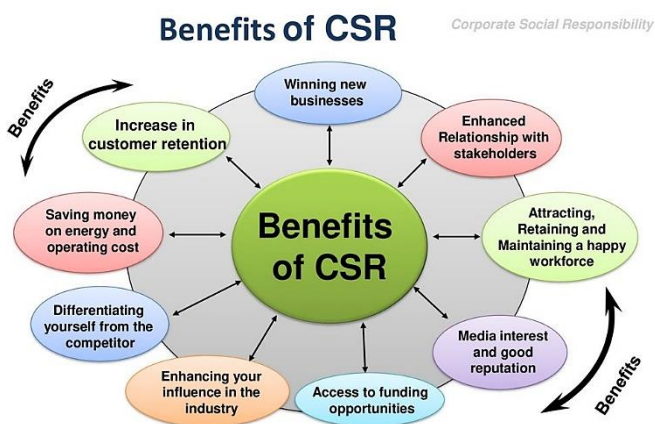 Benefits of CSR
Corporate Social Responsibility
Benefits
Winning new
businesses
Enhanced
Relationship with
stakeholders
Attracting,
Retaining and
Maintaining a happy
workforce
Media interest
and good
reputation
Access to funding
opportunities
Enhancing your
influence in the
industry
Differentiating
yourself from the
competitor
Saving money
on energy and
operating cost
Increase in
customer retention
Benefits
of CSR
Benefits